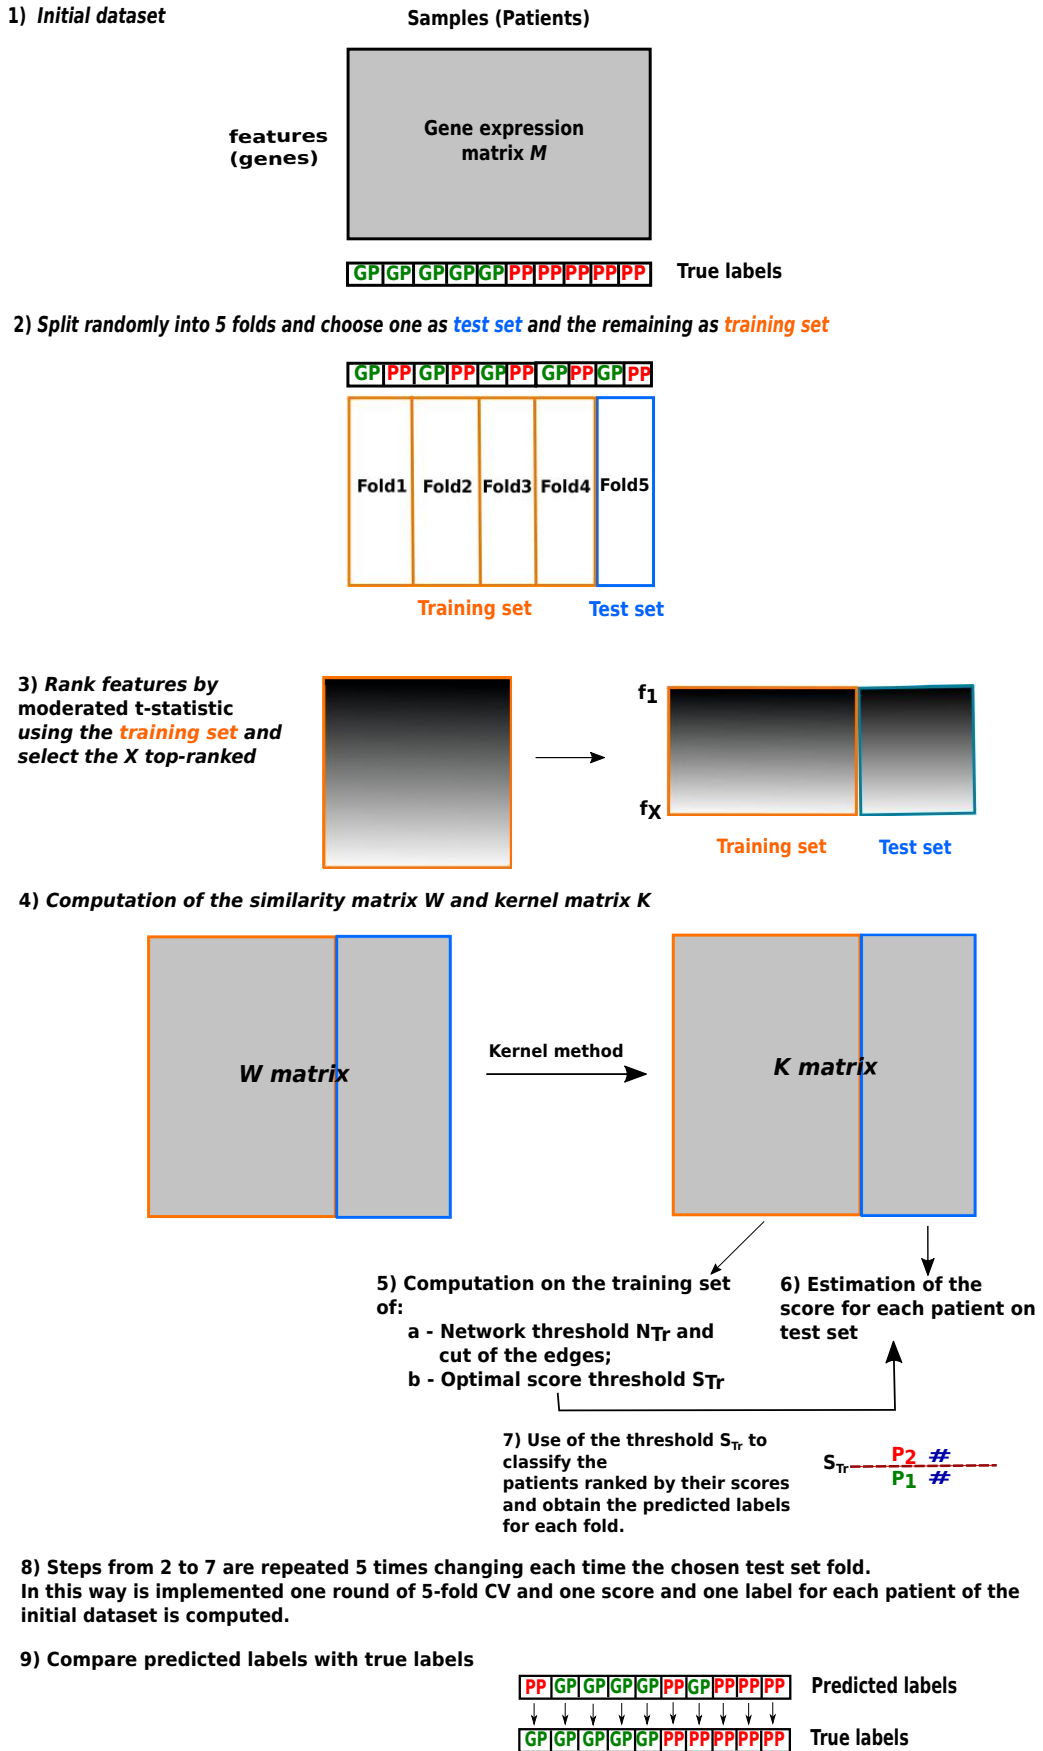 1) Initial dataset
Samples (Patients)
Gene expression
matrix M
features
(genes)
GP GP GP GP GP PP PP PP PP PP
True labels
2) Split randomly into 5 folds and choose one as test set and the remaining as training set
GP PP GP PP GP PP GP PP GP PP
Fold1 Fold2 Fold3 Fold4 Fold5
Training set Test set
3) Rank features by
moderated t-statistic
using the training set and
select the X top-ranked
f1
fX
Training set Test set
4) Computation of the similarity matrix W and kernel matrix K
W matrix
Kernel method
K matrix
5) Computation on the training set
of:
a - Network threshold NTr and
cut of the edges;
b - Optimal score threshold STr
6) Estimation of the
score for each patient on
test set
7) Use of the threshold STr to
classify the
patients ranked by their scores
and obtain the predicted labels
for each fold.
STr
P2 #
P1 #
8) Steps from 2 to 7 are repeated 5 times changing each time the chosen test set fold.
In this way is implemented one round of 5-fold CV and one score and one label for each patient of the
initial dataset is computed.
9) Compare predicted labels with true labels
PP GP GP GP GP PP GP PP PP PP
Predicted labels
GP GP GP GP GP PP PP PP PP PP
True labels